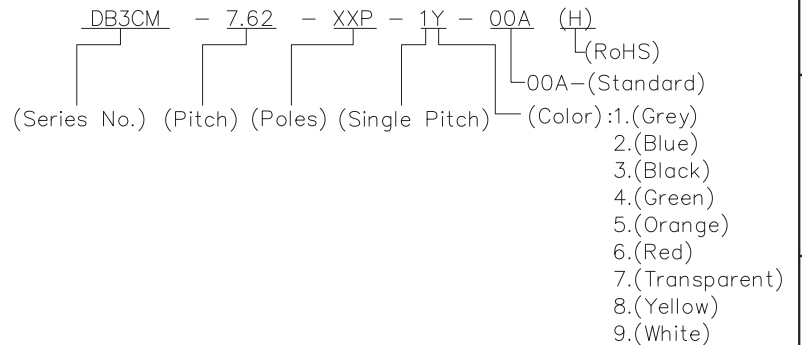 DB3CM - 7.62 - XXP - 1Y - 00A (H)
(RoHS)
00A-(Standard)
(Series No.) (Pitch) (Poles) (Single Pitch) (Color):1.(Grey)
2.(Blue)
3.(Black)
4.(Green)
5.(Orange)
6.(Red)
7.(Transparent)
8.(Yellow)
9.(White)